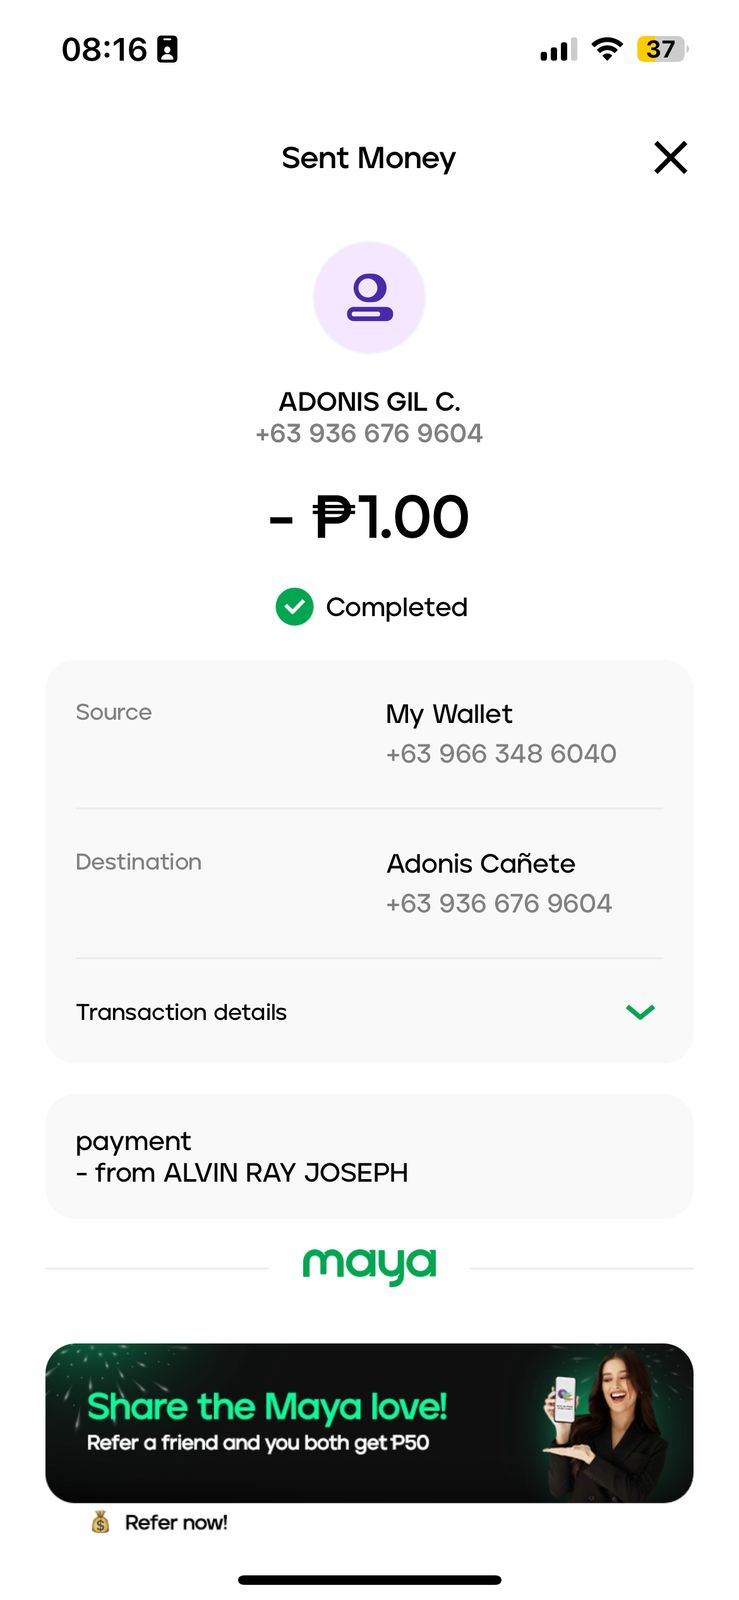 08:16
37
Sent Money
ADONIS GIL C.
+63 936 676 9604
- ₱1.00
Completed
Source
My Wallet
+63 966 348 6040
Destination
Adonis Cañete
+63 936 676 9604
Transaction details
payment
- from ALVIN RAY JOSEPH
maya
Share the Maya love!
Refer a friend and you both get ₱50
Refer now!